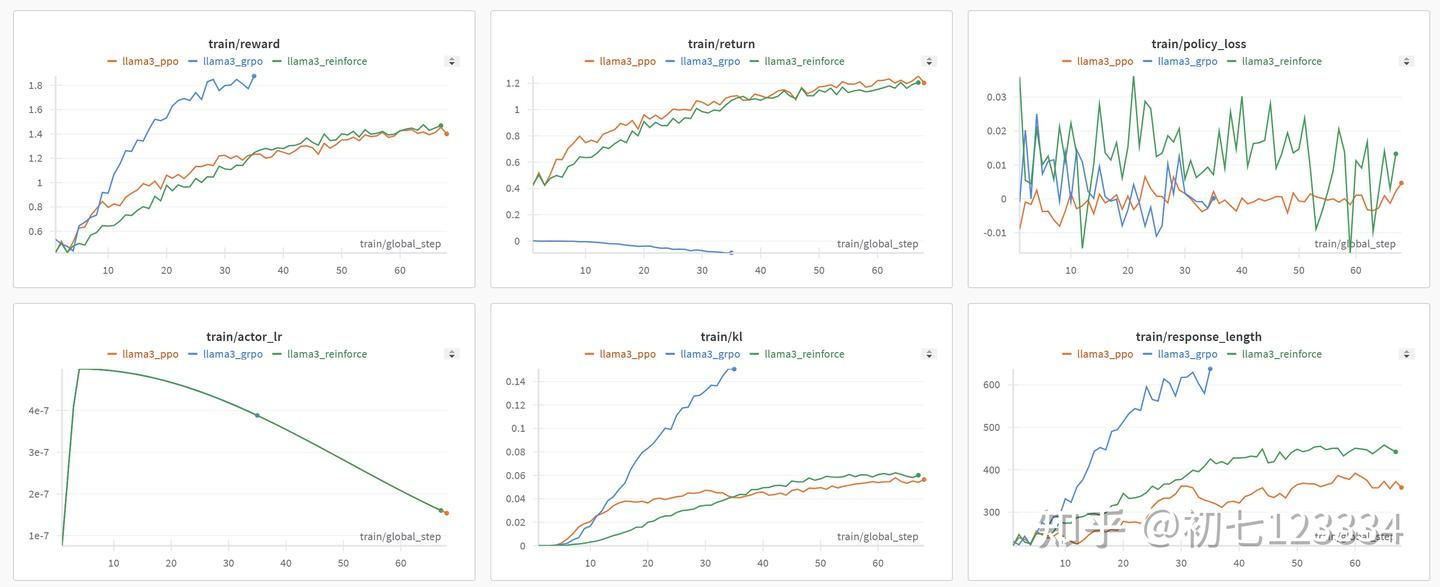 train/reward
llama3_ppo llama3_grpo llama3_reinforce
1.8
1.6
1.4
1.2
1
0.8
0.6
train/global_step
10 20 30 40 50 60
train/return
llama3_ppo llama3_grpo llama3_reinforce
1.2
1
0.8
0.6
0.4
0.2
0
train/global_step
10 20 30 40 50 60
train/policy_loss
llama3_ppo llama3_grpo llama3_reinforce
0.03
0.02
0.01
0
-0.01
train/global_step
10 20 30 40 50 60
train/actor_lr
llama3_ppo llama3_grpo llama3_reinforce
4e-7
3e-7
2e-7
1e-7
train/global_step
10 20 30 40 50 60
train/kl
llama3_ppo llama3_grpo llama3_reinforce
0.14
0.12
0.1
0.08
0.06
0.04
0.02
0
train/global_step
10 20 30 40 50 60
train/response_length
llama3_ppo llama3_grpo llama3_reinforce
600
500
400
300
train/global_step
10 20 30 40 50 60
知乎 @初七123334